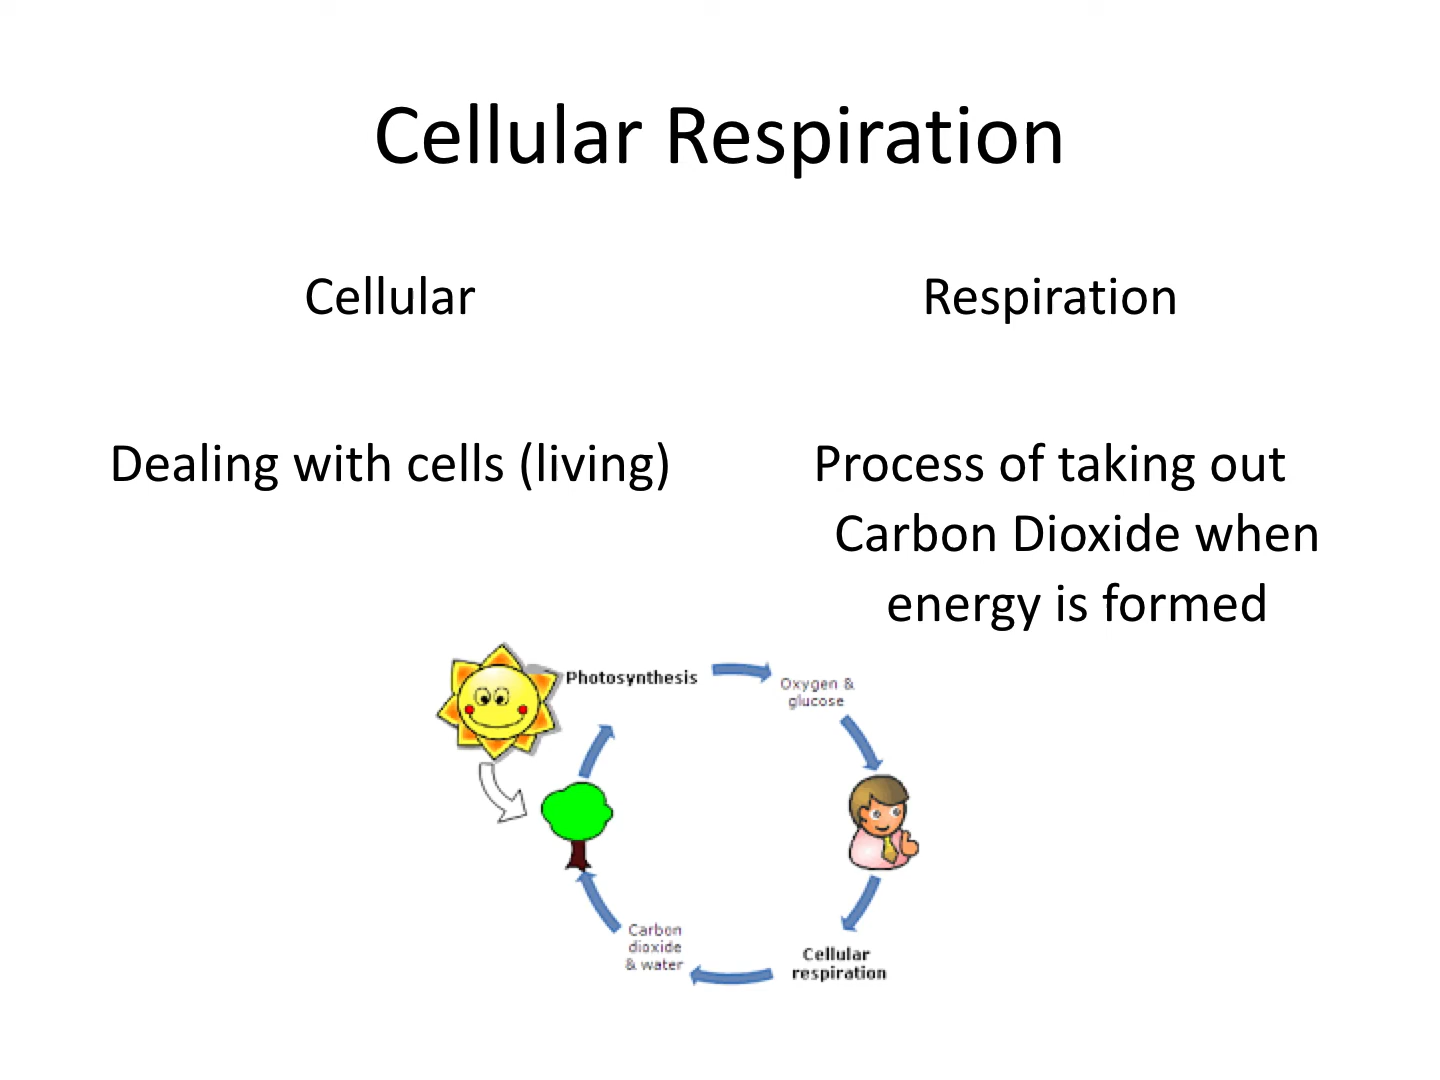 Cellular Respiration
Cellular
Dealing with cells (living)
Respiration
Process of taking out
Carbon Dioxide when
energy is formed
Photosynthesis
Oxygen &
glucose
Cellular
respiration
Carbon
dioxide
& water